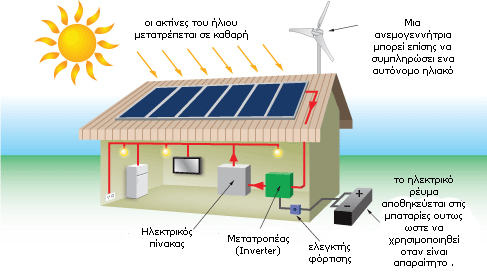 οι ακτίνες του ήλιου
μετατρέπεται σε καθαρή
Μια
ανεμογεννήτρια
μπορεί επίσης να
συμπληρώσει ενα
αυτόνομο ηλιακό
Ηλεκτρικός
πίνακας
Μετατροπέας
(Inverter)
ελεγκτής
φόρτισης
το ηλεκτρικό
ρέυμα
αποθηκεύεται στις
μπαταρίες ουτως
ωστε να
χρησιμοποιηθεί
οταν είναι
απαραίτητο .